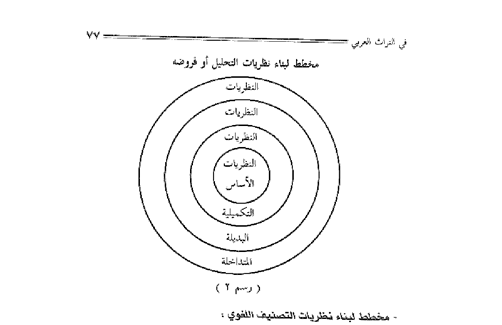 في التراث العربي ٧٧
مخطط لبناء نظريات التحليل أو فروضه
النظريات
النظريات
النظريات
النظريات
الأساس
التكميلية
البديلة
المتداخلة
( رسم ٢ )
- مخطط لبناء نظريات التصنيف اللغوي :